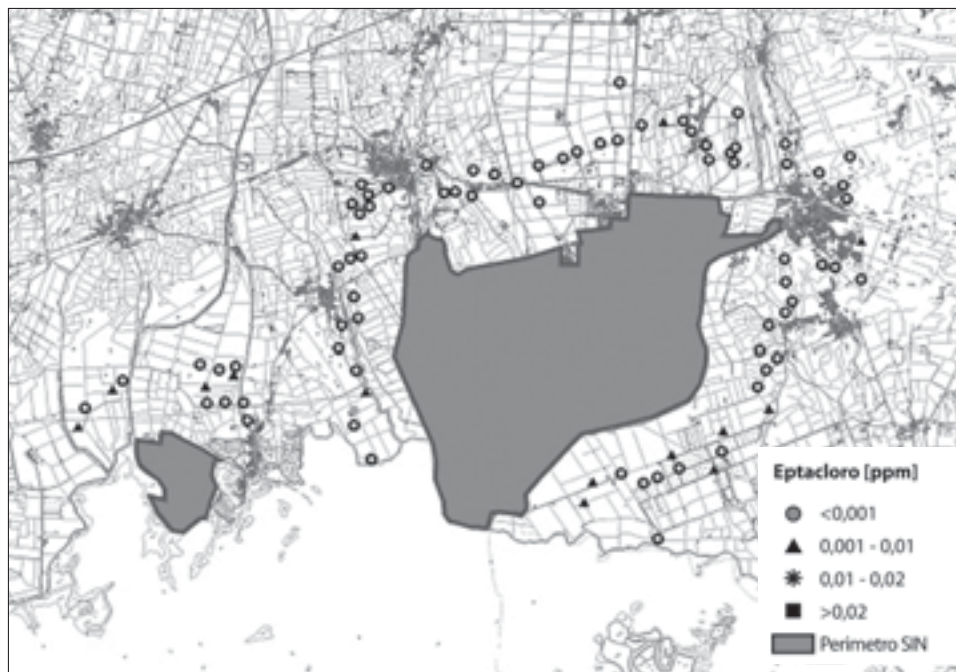 Eptacloro [ppm]
<0,001
0,001 - 0,01
0,01 - 0,02
>0,02
Perimetro SIN